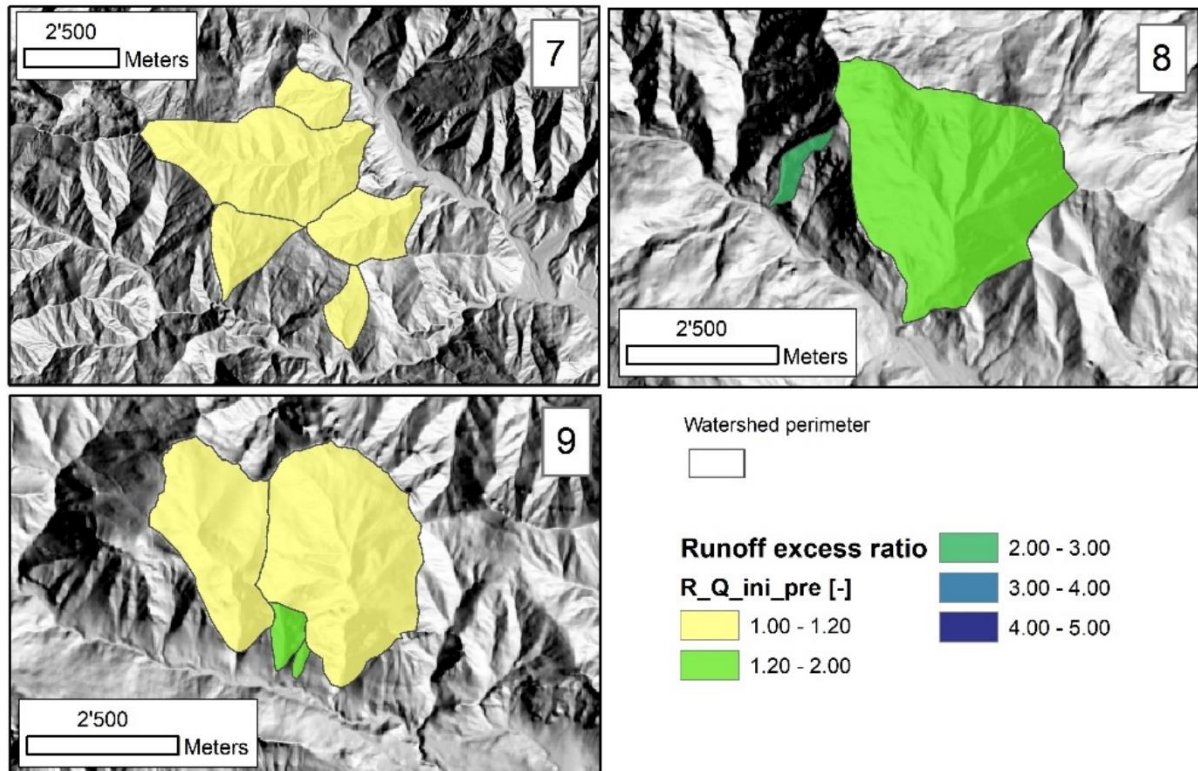 2'500
Meters
7
8
2'500
Meters
9
2'500
Meters
Watershed perimeter
Runoff excess ratio
R_Q_ini_pre [-]
1.00 - 1.20
1.20 - 2.00
2.00 - 3.00
3.00 - 4.00
4.00 - 5.00